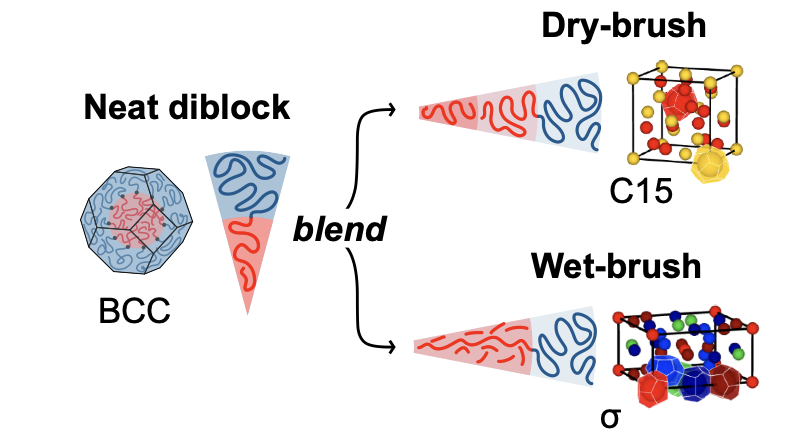 Dry-brush
Neat diblock
C15
blend
BCC
Wet-brush
σ